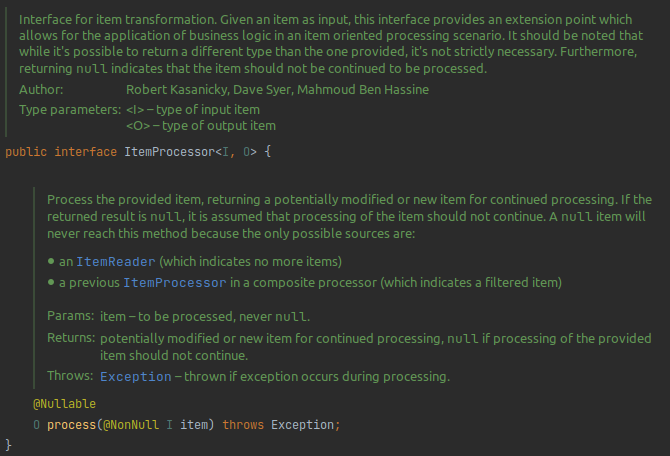 Interface for item transformation. Given an item as input, this interface provides an extension point which
allows for the application of business logic in an item oriented processing scenario. It should be noted that
while it's possible to return a different type than the one provided, it's not strictly necessary. Furthermore,
returning null indicates that the item should not be continued to be processed.
Author: Robert Kasanicky, Dave Syer, Mahmoud Ben Hassine
Type parameters: <I> – type of input item
<O> – type of output item
public interface ItemProcessor<I, O> {
Process the provided item, returning a potentially modified or new item for continued processing. If the
returned result is null, it is assumed that processing of the item should not continue. A null item will
never reach this method because the only possible sources are:
• an ItemReader (which indicates no more items)
• a previous ItemProcessor in a composite processor (which indicates a filtered item)
Params: item – to be processed, never null.
Returns: potentially modified or new item for continued processing, null if processing of the provided
item should not continue.
Throws: Exception – thrown if exception occurs during processing.
@Nullable
O process(@NonNull I item) throws Exception;
}